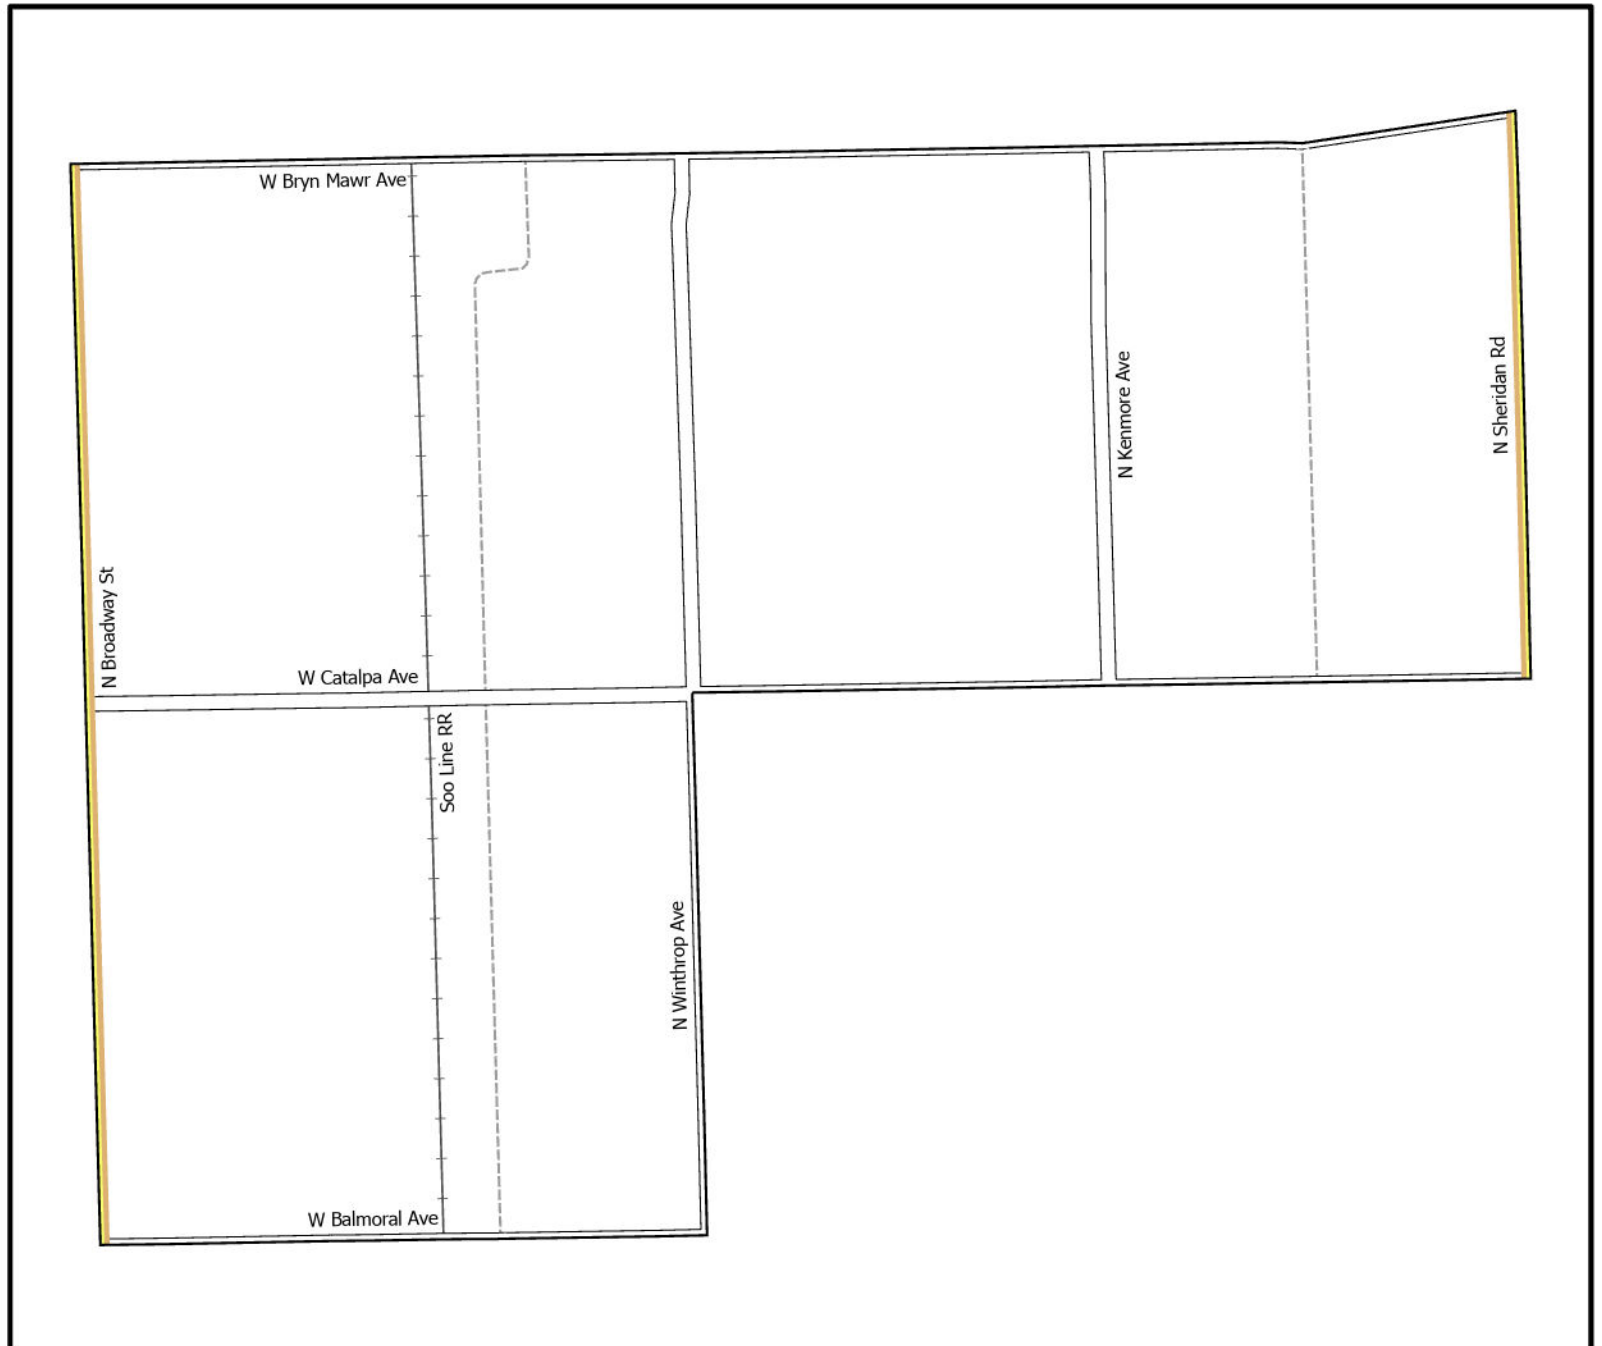 W Bryn Mawr Ave
N Sheridan Rd
N Kenmore Ave
N Broadway St
W Catalpa Ave
Soo Line RR
N Winthrop Ave
W Balmoral Ave